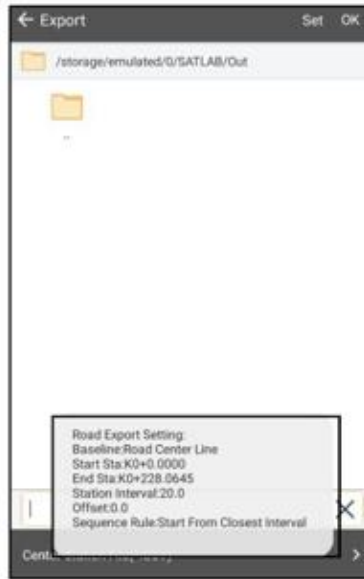 ← Export Set OK
/storage/emulated/0/SATLAB/Out
..
Road Export Setting:
Baseline:Road Center Line
Start Sta:K0+0.0000
End Sta:K0+228.0645
Station Interval:20.0
Offset:0.0
Sequence Rule:Start From Closest Interval
Center